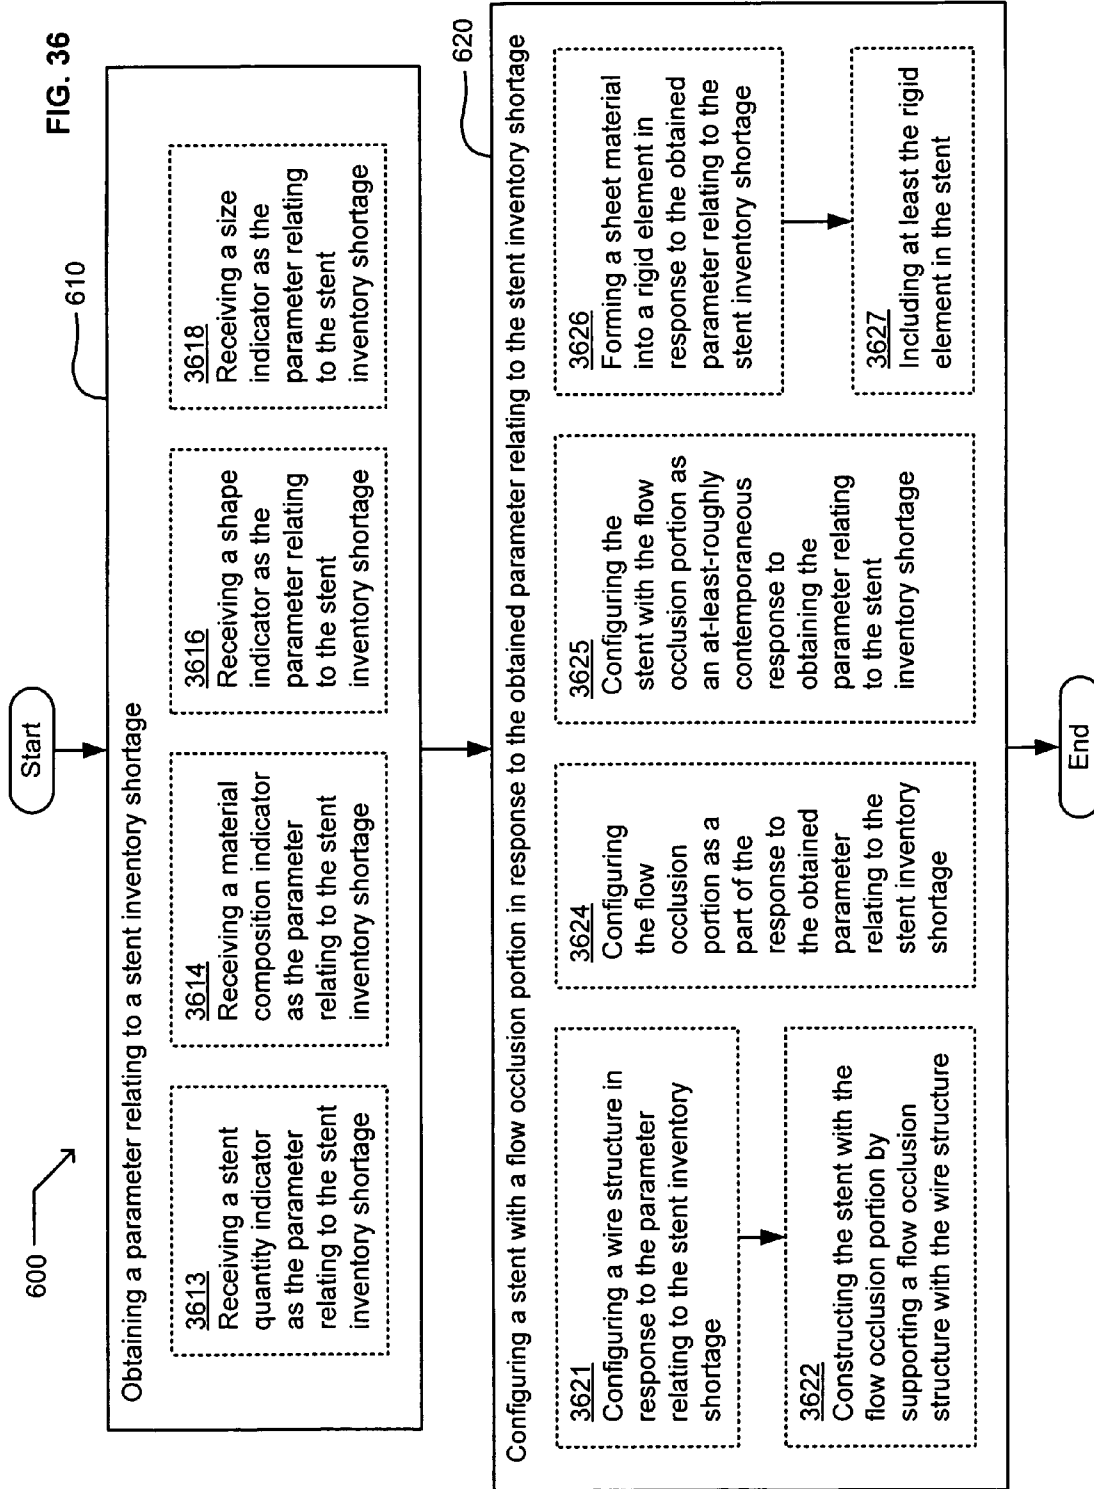 FIG. 36
600
Start
610
Obtaining a parameter relating to a stent inventory shortage
3613
Receiving a stent
quantity indicator
as the parameter
relating to the stent
inventory shortage
3614
Receiving a material
composition indicator
as the parameter
relating to the stent
inventory shortage
3616
Receiving a shape
indicator as the
parameter relating
to the stent
inventory shortage
3618
Receiving a size
indicator as the
parameter relating
to the stent
inventory shortage
620
Configuring a stent with a flow occlusion portion in response to the obtained parameter relating to the stent inventory shortage
3621
Configuring a wire structure in
response to the parameter
relating to the stent inventory
shortage
3622
Constructing the stent with the
flow occlusion portion by
supporting a flow occlusion
structure with the wire structure
3624
Configuring
the flow
occlusion
portion as a
part of the
response to
the obtained
parameter
relating to the
stent inventory
shortage
3625
Configuring the
stent with the flow
occlusion portion as
an at-least-roughly
contemporaneous
response to
obtaining the
parameter relating
to the stent
inventory shortage
3626
Forming a sheet material
into a rigid element in
response to the obtained
parameter relating to the
stent inventory shortage
3627
Including at least the rigid
element in the stent
End